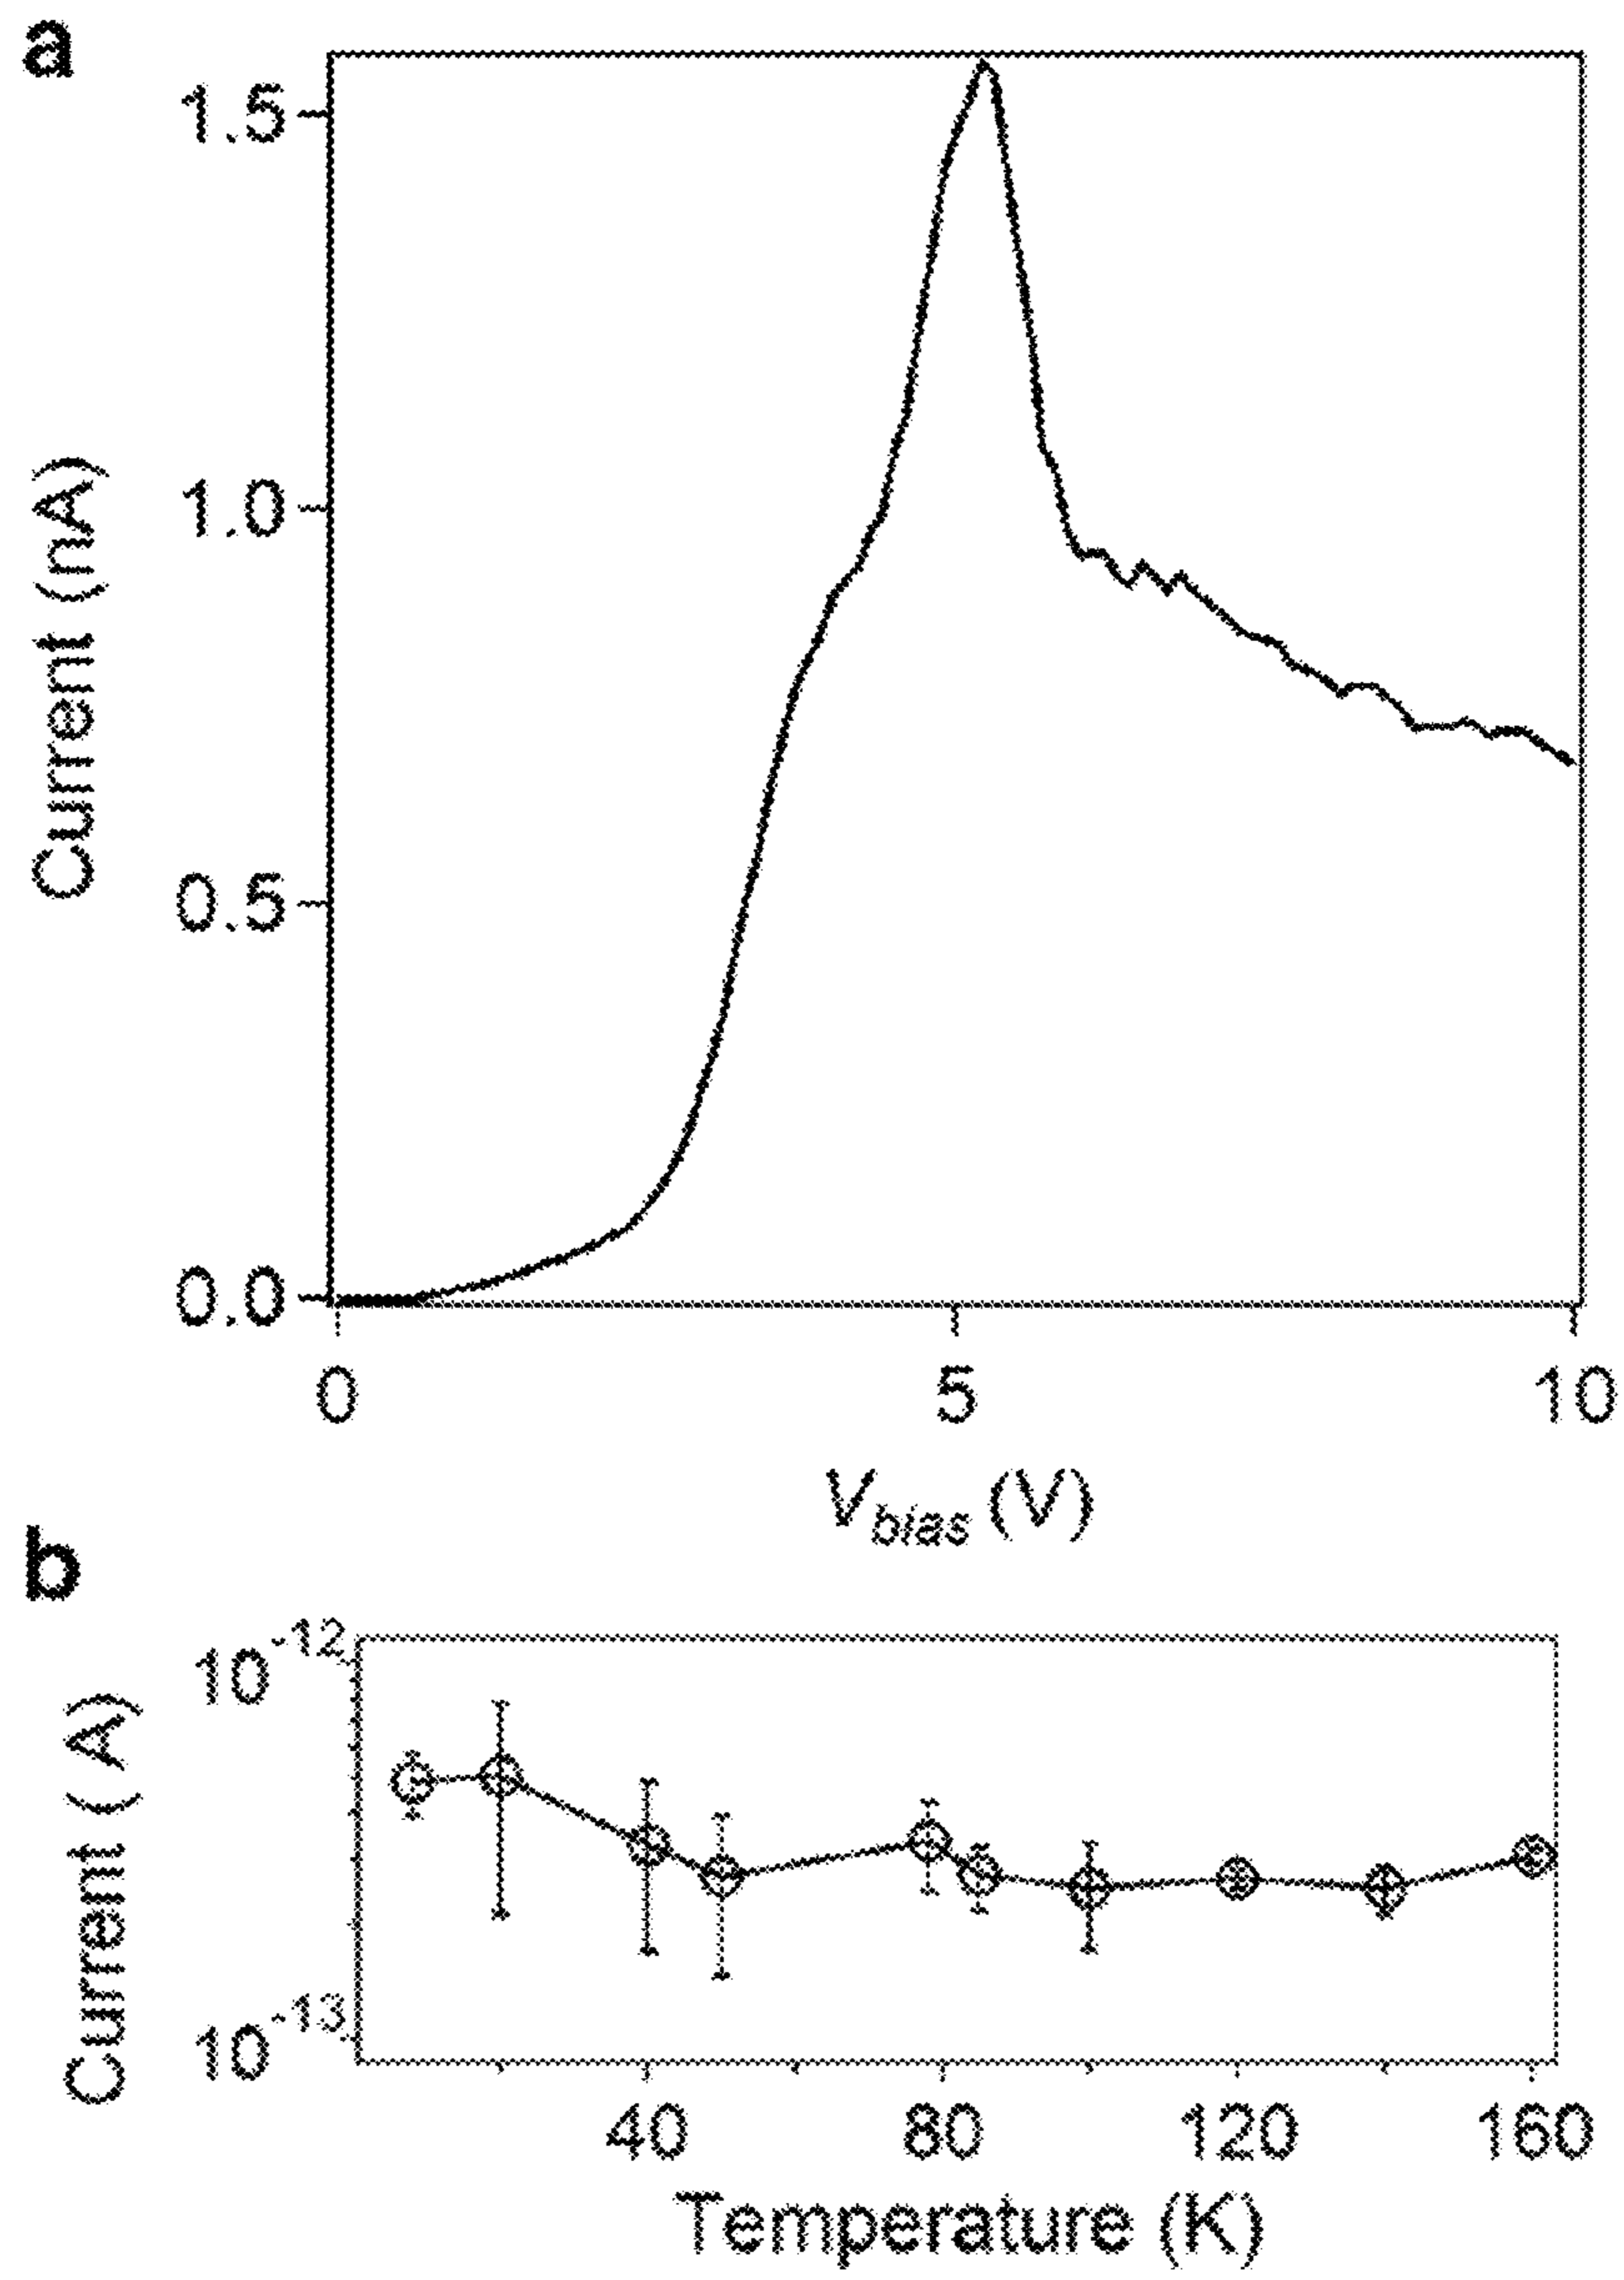 a
1.5
1.0
0.5
0.0
Current (nA)
0
5
10
V_bias (V)
b
10^-12
10^-13
Current ( A)
40
80
120
160
Temperature (K)